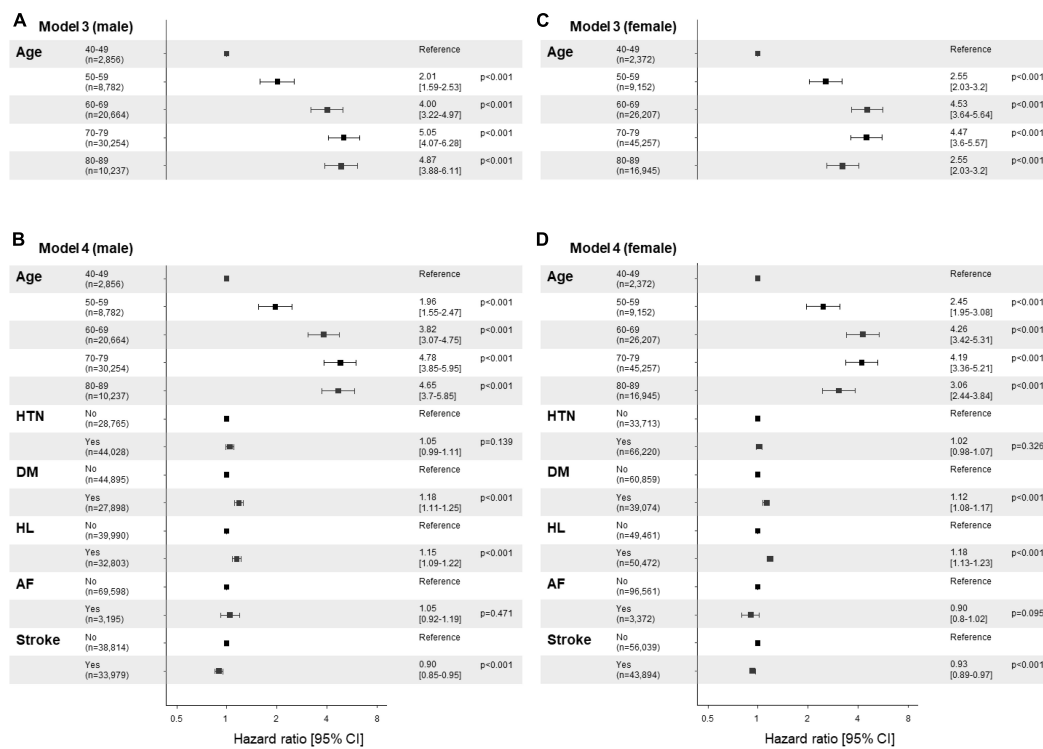 A Model 3 (male)
Age 40-49 Reference
(n=2,856)
50-59 2.01 p<0.001
(n=8,782) [1.59-2.53]
60-69 4.00 p<0.001
(n=20,664) [3.22-4.97]
70-79 5.05 p<0.001
(n=30,254) [4.07-6.28]
80-89 4.87 p<0.001
(n=10,237) [3.88-6.11]
B Model 4 (male)
Age 40-49 Reference
(n=2,856)
50-59 1.96 p<0.001
(n=8,782) [1.55-2.47]
60-69 3.82 p<0.001
(n=20,664) [3.07-4.75]
70-79 4.78 p<0.001
(n=30,254) [3.85-5.95]
80-89 4.65 p<0.001
(n=10,237) [3.7-5.85]
HTN No Reference
(n=28,765)
Yes 1.05 p=0.139
(n=44,028) [0.99-1.11]
DM No Reference
(n=44,895)
Yes 1.18 p<0.001
(n=27,898) [1.11-1.25]
HL No Reference
(n=39,990)
Yes 1.15 p<0.001
(n=32,803) [1.09-1.22]
AF No Reference
(n=69,598)
Yes 1.05 p=0.471
(n=3,195) [0.92-1.19]
Stroke No Reference
(n=38,814)
Yes 0.90 p<0.001
(n=33,979) [0.85-0.95]
0.5 1 2 4 8
Hazard ratio [95% CI]
C Model 3 (female)
Age 40-49 Reference
(n=2,372)
50-59 2.55 p<0.001
(n=9,152) [2.03-3.2]
60-69 4.53 p<0.001
(n=26,207) [3.64-5.64]
70-79 4.47 p<0.001
(n=45,257) [3.6-5.57]
80-89 2.55 p<0.001
(n=16,945) [2.03-3.2]
D Model 4 (female)
Age 40-49 Reference
(n=2,372)
50-59 2.45 p<0.001
(n=9,152) [1.95-3.08]
60-69 4.26 p<0.001
(n=26,207) [3.42-5.31]
70-79 4.19 p<0.001
(n=45,257) [3.36-5.21]
80-89 3.06 p<0.001
(n=16,945) [2.44-3.84]
HTN No Reference
(n=33,713)
Yes 1.02 p=0.326
(n=66,220) [0.98-1.07]
DM No Reference
(n=60,859)
Yes 1.12 p<0.001
(n=39,074) [1.08-1.17]
HL No Reference
(n=49,461)
Yes 1.18 p<0.001
(n=50,472) [1.13-1.23]
AF No Reference
(n=96,561)
Yes 0.90 p=0.095
(n=3,372) [0.8-1.02]
Stroke No Reference
(n=56,039)
Yes 0.93 p<0.001
(n=43,894) [0.89-0.97]
0.5 1 2 4 8
Hazard ratio [95% CI]